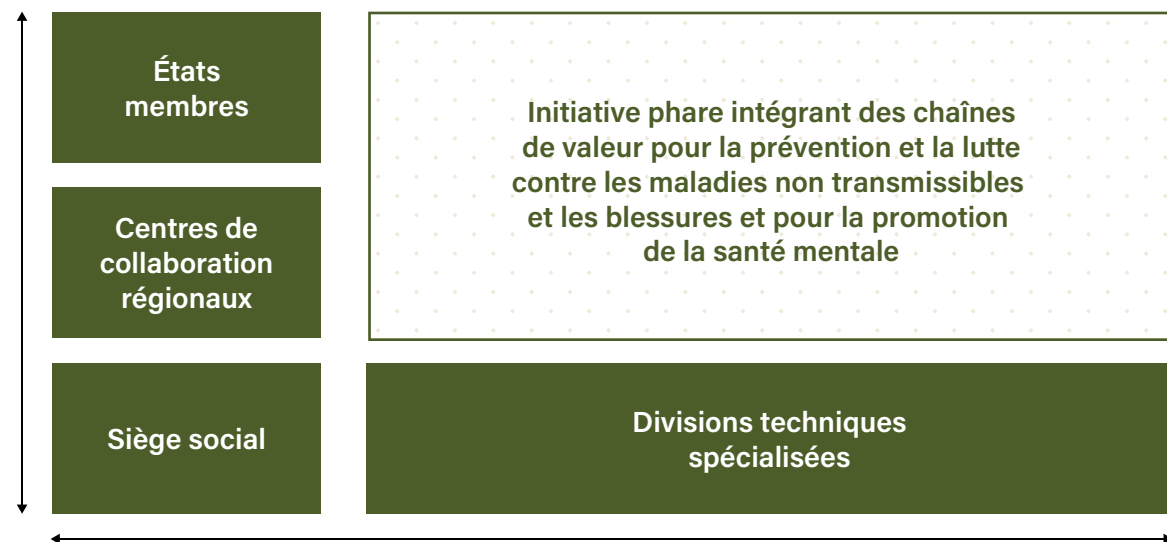 États
membres
Initiative phare intégrant des chaînes
de valeur pour la prévention et la lutte
contre les maladies non transmissibles
et les blessures et pour la promotion
de la santé mentale
Centres de
collaboration
régionaux
Siège social
Divisions techniques
spécialisées